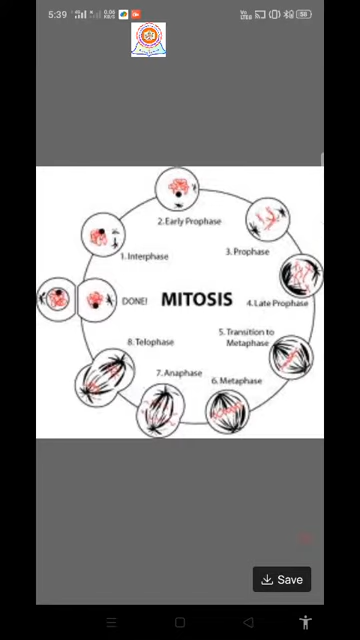 5:39
56
2. Early Prophase
1. Interphase
3. Prophase
DONE!
MITOSIS
4. Late Prophase
5. Transition to
Metaphase
8. Telophase
7. Anaphase
6. Metaphase
Save